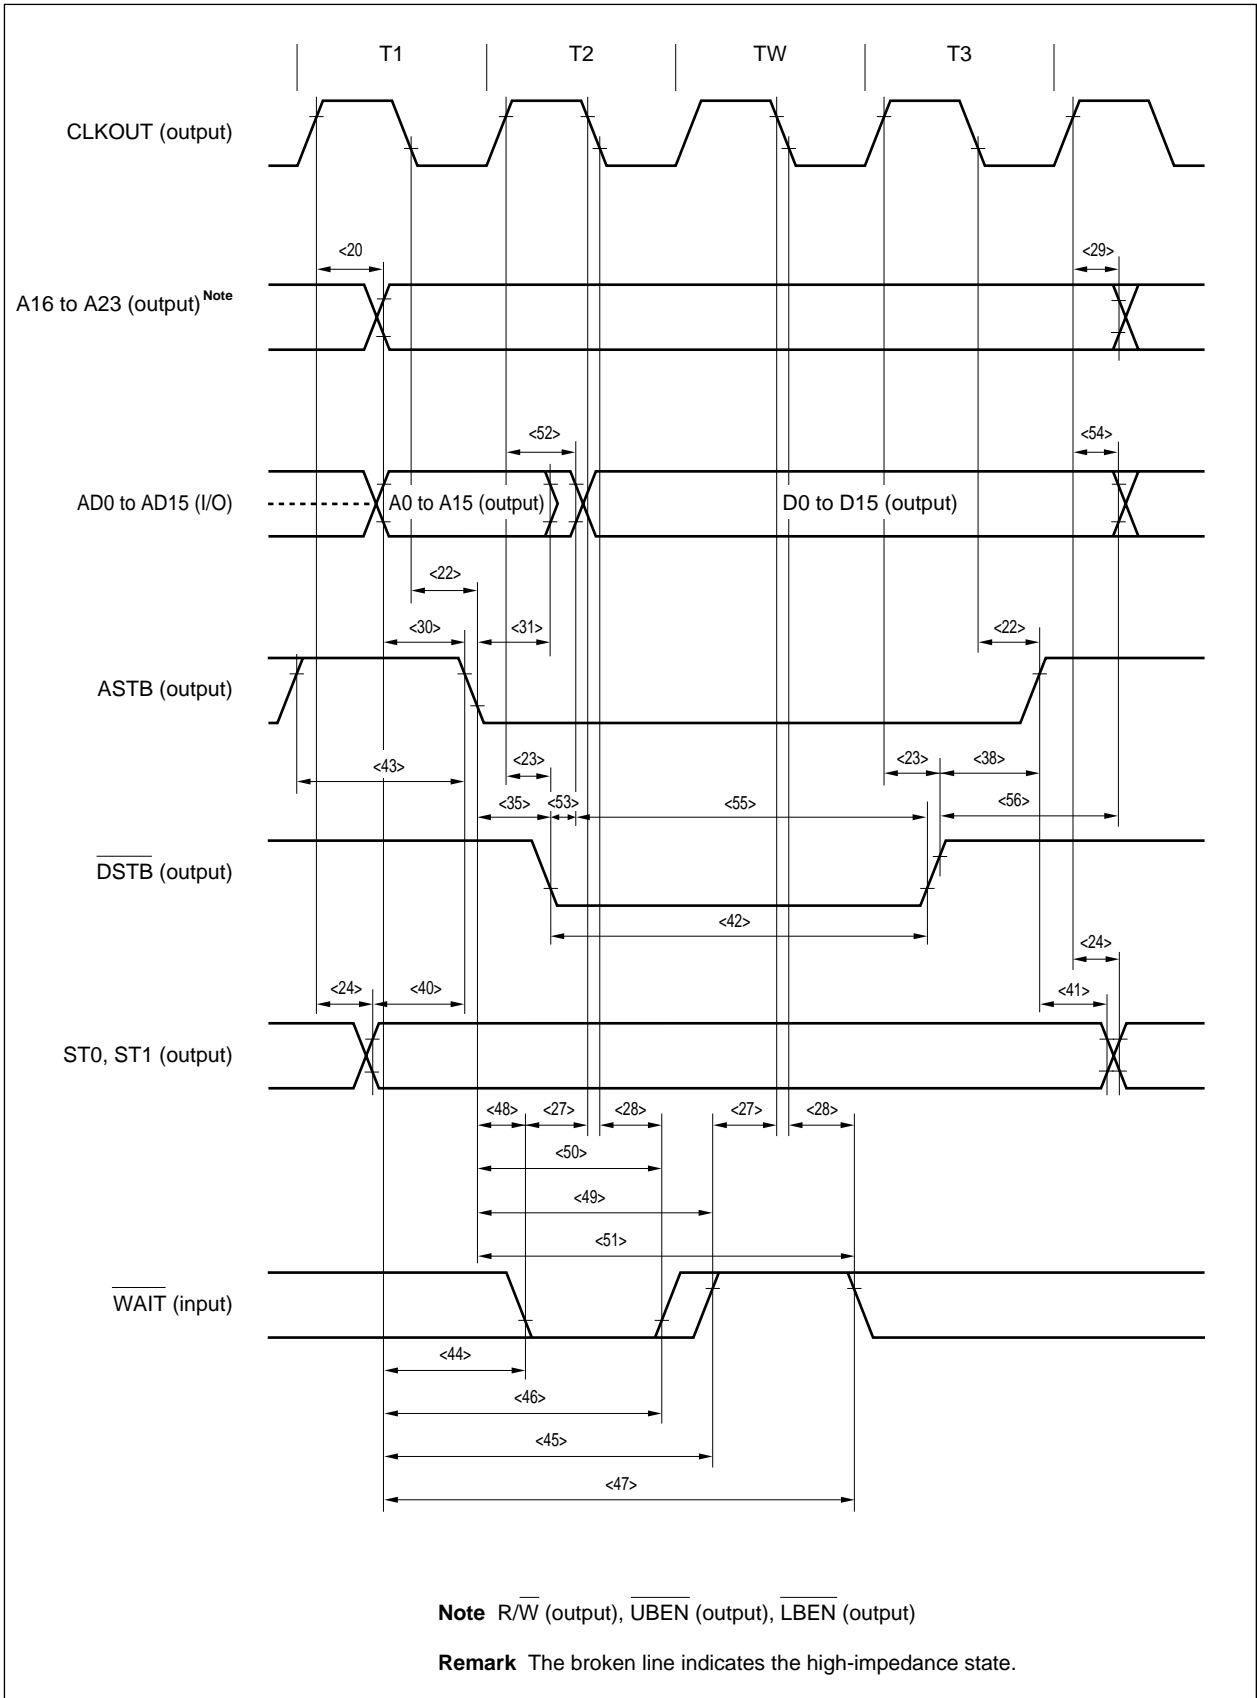 T1 T2 TW T3
CLKOUT (output)
<20 <29>
A16 to A23 (output) Note
<52> <54>
AD0 to AD15 (I/O) A0 to A15 (output) D0 to D15 (output)
<22>
<30> <31> <22>
ASTB (output)
<43> <23> <23> <38>
<35> <53> <55> <56>
DSTB (output)
<42>
<24>
<24> <40> <41>
ST0, ST1 (output)
<48> <27> <28> <27> <28>
<50>
<49>
<51>
WAIT (input)
<44>
<46>
<45>
<47>
Note R/W (output), UBEN (output), LBEN (output)
Remark The broken line indicates the high-impedance state.